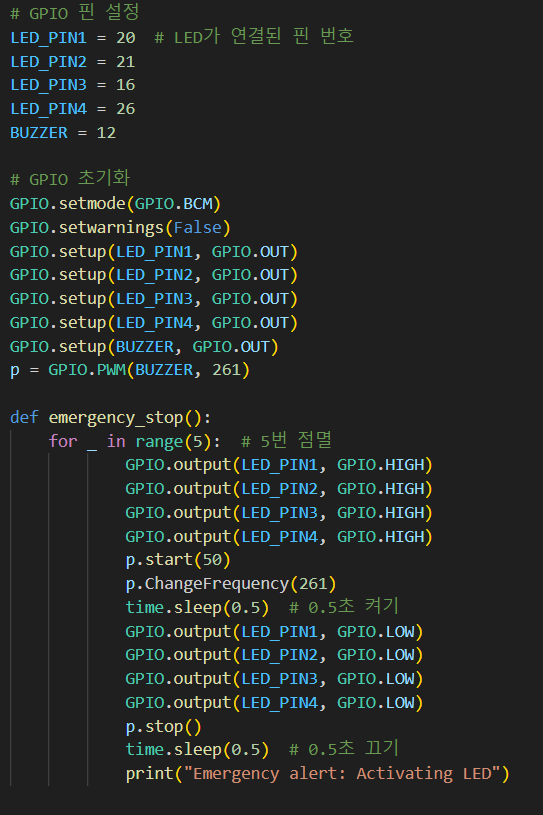 # GPIO 핀 설정
LED_PIN1 = 20  # LED가 연결된 핀 번호
LED_PIN2 = 21
LED_PIN3 = 16
LED_PIN4 = 26
BUZZER = 12

# GPIO 초기화
GPIO.setmode(GPIO.BCM)
GPIO.setwarnings(False)
GPIO.setup(LED_PIN1, GPIO.OUT)
GPIO.setup(LED_PIN2, GPIO.OUT)
GPIO.setup(LED_PIN3, GPIO.OUT)
GPIO.setup(LED_PIN4, GPIO.OUT)
GPIO.setup(BUZZER, GPIO.OUT)
p = GPIO.PWM(BUZZER, 261)

def emergency_stop():
    for _ in range(5):  # 5번 점멸
            GPIO.output(LED_PIN1, GPIO.HIGH)
            GPIO.output(LED_PIN2, GPIO.HIGH)
            GPIO.output(LED_PIN3, GPIO.HIGH)
            GPIO.output(LED_PIN4, GPIO.HIGH)
            p.start(50)
            p.ChangeFrequency(261)
            time.sleep(0.5)  # 0.5초 켜기
            GPIO.output(LED_PIN1, GPIO.LOW)
            GPIO.output(LED_PIN2, GPIO.LOW)
            GPIO.output(LED_PIN3, GPIO.LOW)
            GPIO.output(LED_PIN4, GPIO.LOW)
            p.stop()
            time.sleep(0.5)  # 0.5초 끄기
            print("Emergency alert: Activating LED")